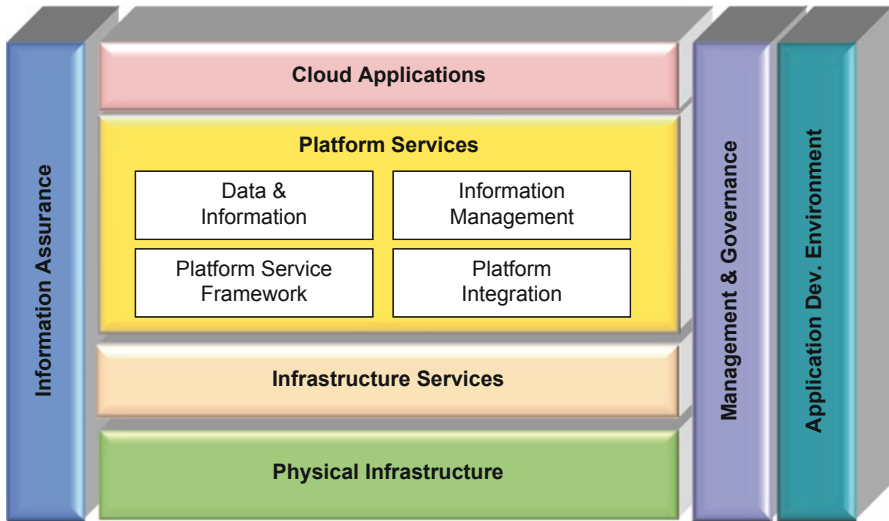 Information Assurance
Cloud Applications
Platform Services
Data &
Information
Information
Management
Platform Service
Framework
Platform
Integration
Infrastructure Services
Physical Infrastructure
Management & Governance
Application Dev. Environment